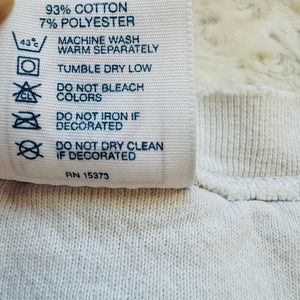 93% COTTON
7% POLYESTER
43°C MACHINE WASH
WARM SEPARATELY
TUMBLE DRY LOW
CL DO NOT BLEACH
COLORS
DO NOT IRON IF
DECORATED
DO NOT DRY CLEAN
IF DECORATED
RN 15373